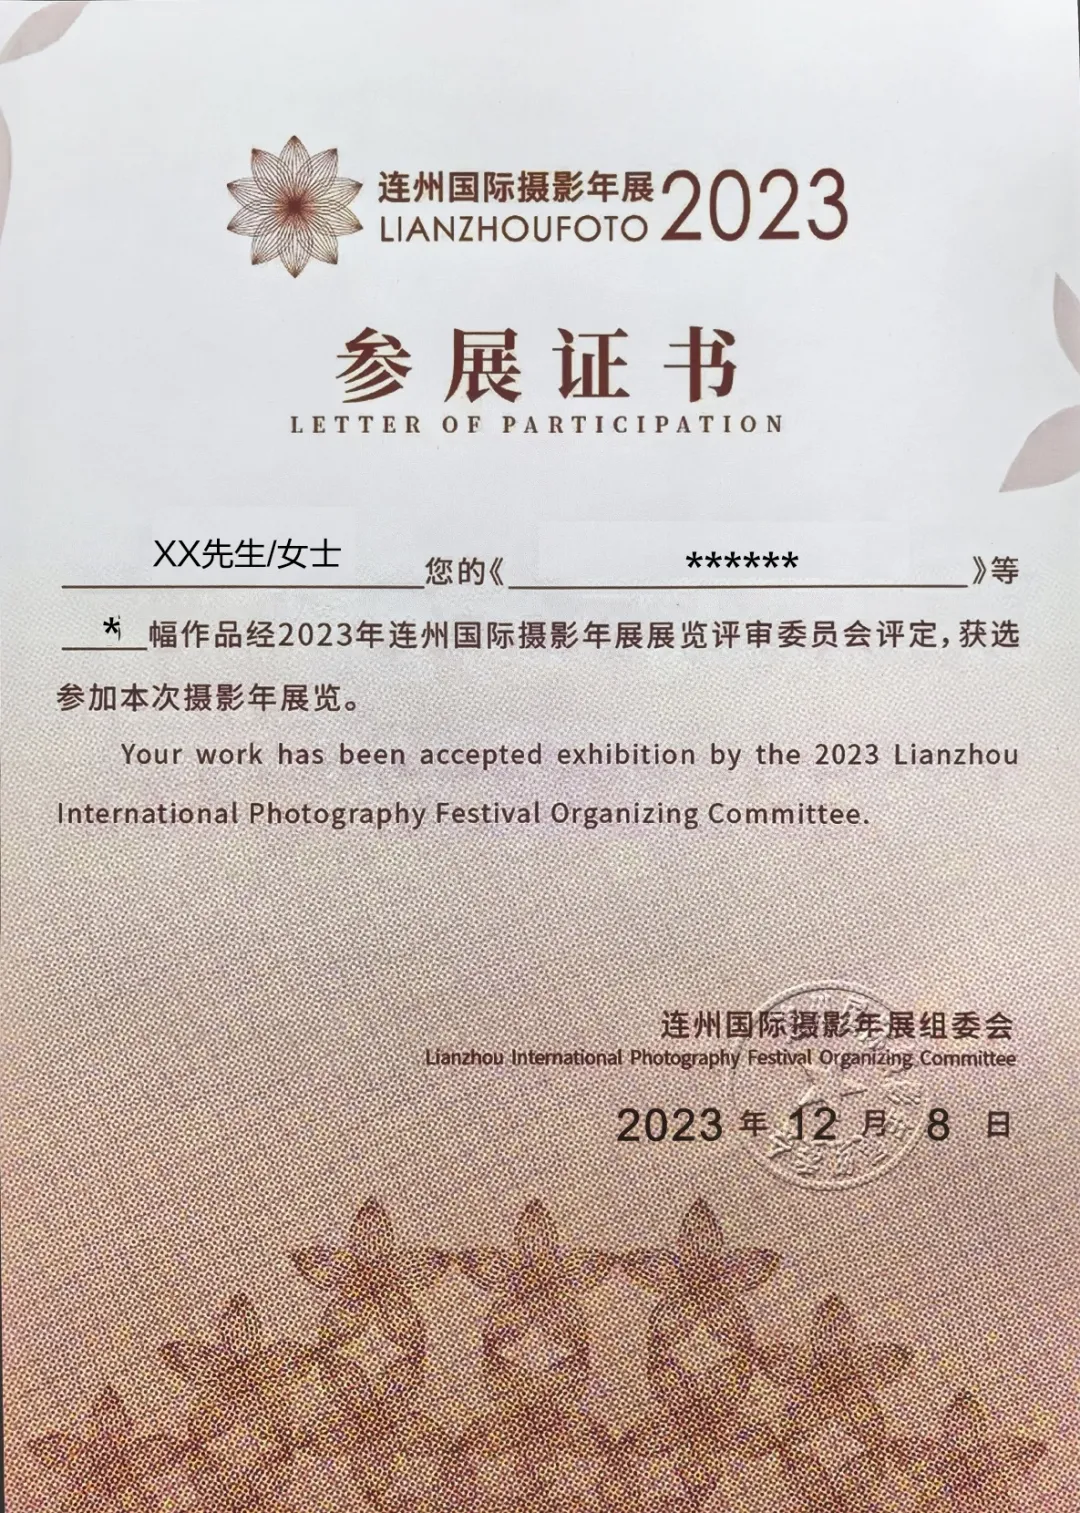 连州国际摄影年展 2023
LIANZHOUFOTO
参展证书
LETTER OF PARTICIPATION
XX先生/女士 您的《 ****** 》等
* 幅作品经2023年连州国际摄影年展展览评审委员会评定,获选
参加本次摄影年展览。
Your work has been accepted exhibition by the 2023 Lianzhou
International Photography Festival Organizing Committee.
连州国际摄影年展组委会
Lianzhou International Photography Festival Organizing Committee
2023 年 12 月 8 日